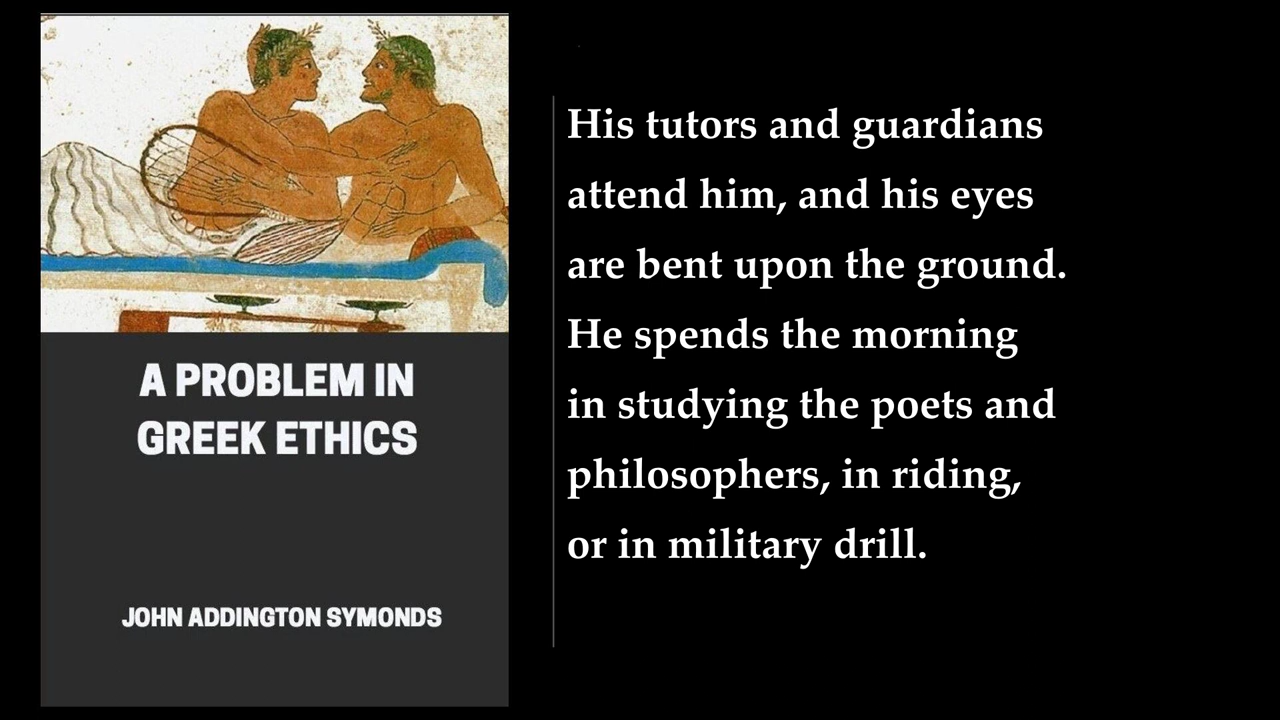 A PROBLEM IN
GREEK ETHICS
JOHN ADDINGTON SYMONDS
His tutors and guardians
attend him, and his eyes
are bent upon the ground.
He spends the morning
in studying the poets and
philosophers, in riding,
or in military drill.